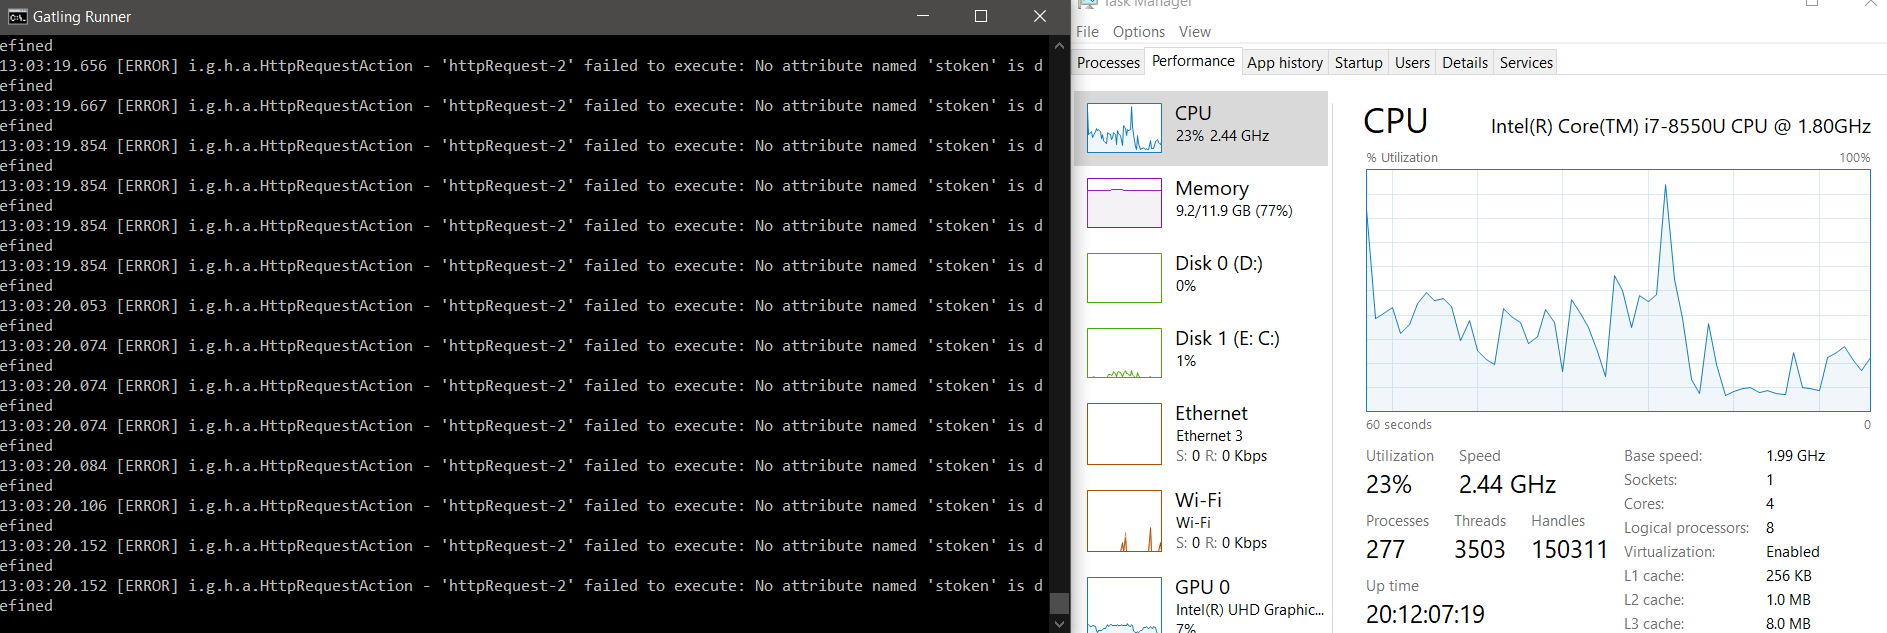 Gatling Runner
efined
13:03:19.656 [ERROR] i.g.h.a.HttpRequestAction - 'httpRequest-2' failed to execute: No attribute named 'stoken' is d
efined
13:03:19.667 [ERROR] i.g.h.a.HttpRequestAction - 'httpRequest-2' failed to execute: No attribute named 'stoken' is d
efined
13:03:19.854 [ERROR] i.g.h.a.HttpRequestAction - 'httpRequest-2' failed to execute: No attribute named 'stoken' is d
efined
13:03:19.854 [ERROR] i.g.h.a.HttpRequestAction - 'httpRequest-2' failed to execute: No attribute named 'stoken' is d
efined
13:03:19.854 [ERROR] i.g.h.a.HttpRequestAction - 'httpRequest-2' failed to execute: No attribute named 'stoken' is d
efined
13:03:19.854 [ERROR] i.g.h.a.HttpRequestAction - 'httpRequest-2' failed to execute: No attribute named 'stoken' is d
efined
13:03:20.053 [ERROR] i.g.h.a.HttpRequestAction - 'httpRequest-2' failed to execute: No attribute named 'stoken' is d
efined
13:03:20.074 [ERROR] i.g.h.a.HttpRequestAction - 'httpRequest-2' failed to execute: No attribute named 'stoken' is d
efined
13:03:20.074 [ERROR] i.g.h.a.HttpRequestAction - 'httpRequest-2' failed to execute: No attribute named 'stoken' is d
efined
13:03:20.074 [ERROR] i.g.h.a.HttpRequestAction - 'httpRequest-2' failed to execute: No attribute named 'stoken' is d
efined
13:03:20.084 [ERROR] i.g.h.a.HttpRequestAction - 'httpRequest-2' failed to execute: No attribute named 'stoken' is d
efined
13:03:20.106 [ERROR] i.g.h.a.HttpRequestAction - 'httpRequest-2' failed to execute: No attribute named 'stoken' is d
efined
13:03:20.152 [ERROR] i.g.h.a.HttpRequestAction - 'httpRequest-2' failed to execute: No attribute named 'stoken' is d
efined
13:03:20.152 [ERROR] i.g.h.a.HttpRequestAction - 'httpRequest-2' failed to execute: No attribute named 'stoken' is d
efined
Task Manager
File Options View
Processes Performance App history Startup Users Details Services
CPU
23% 2.44 GHz
Memory
9.2/11.9 GB (77%)
Disk 0 (D:)
0%
Disk 1 (E: C:)
1%
Ethernet
Ethernet 3
S: 0 R: 0 Kbps
Wi-Fi
Wi-Fi
S: 0 R: 0 Kbps
GPU 0
Intel(R) UHD Graphic...
7%
CPU Intel(R) Core(TM) i7-8550U CPU @ 1.80GHz
% Utilization 100%
60 seconds 0
Utilization Speed
23% 2.44 GHz
Processes Threads Handles
277 3503 150311
Up time
20:12:07:19
Base speed: 1.99 GHz
Sockets: 1
Cores: 4
Logical processors: 8
Virtualization: Enabled
L1 cache: 256 KB
L2 cache: 1.0 MB
L3 cache: 8.0 MB